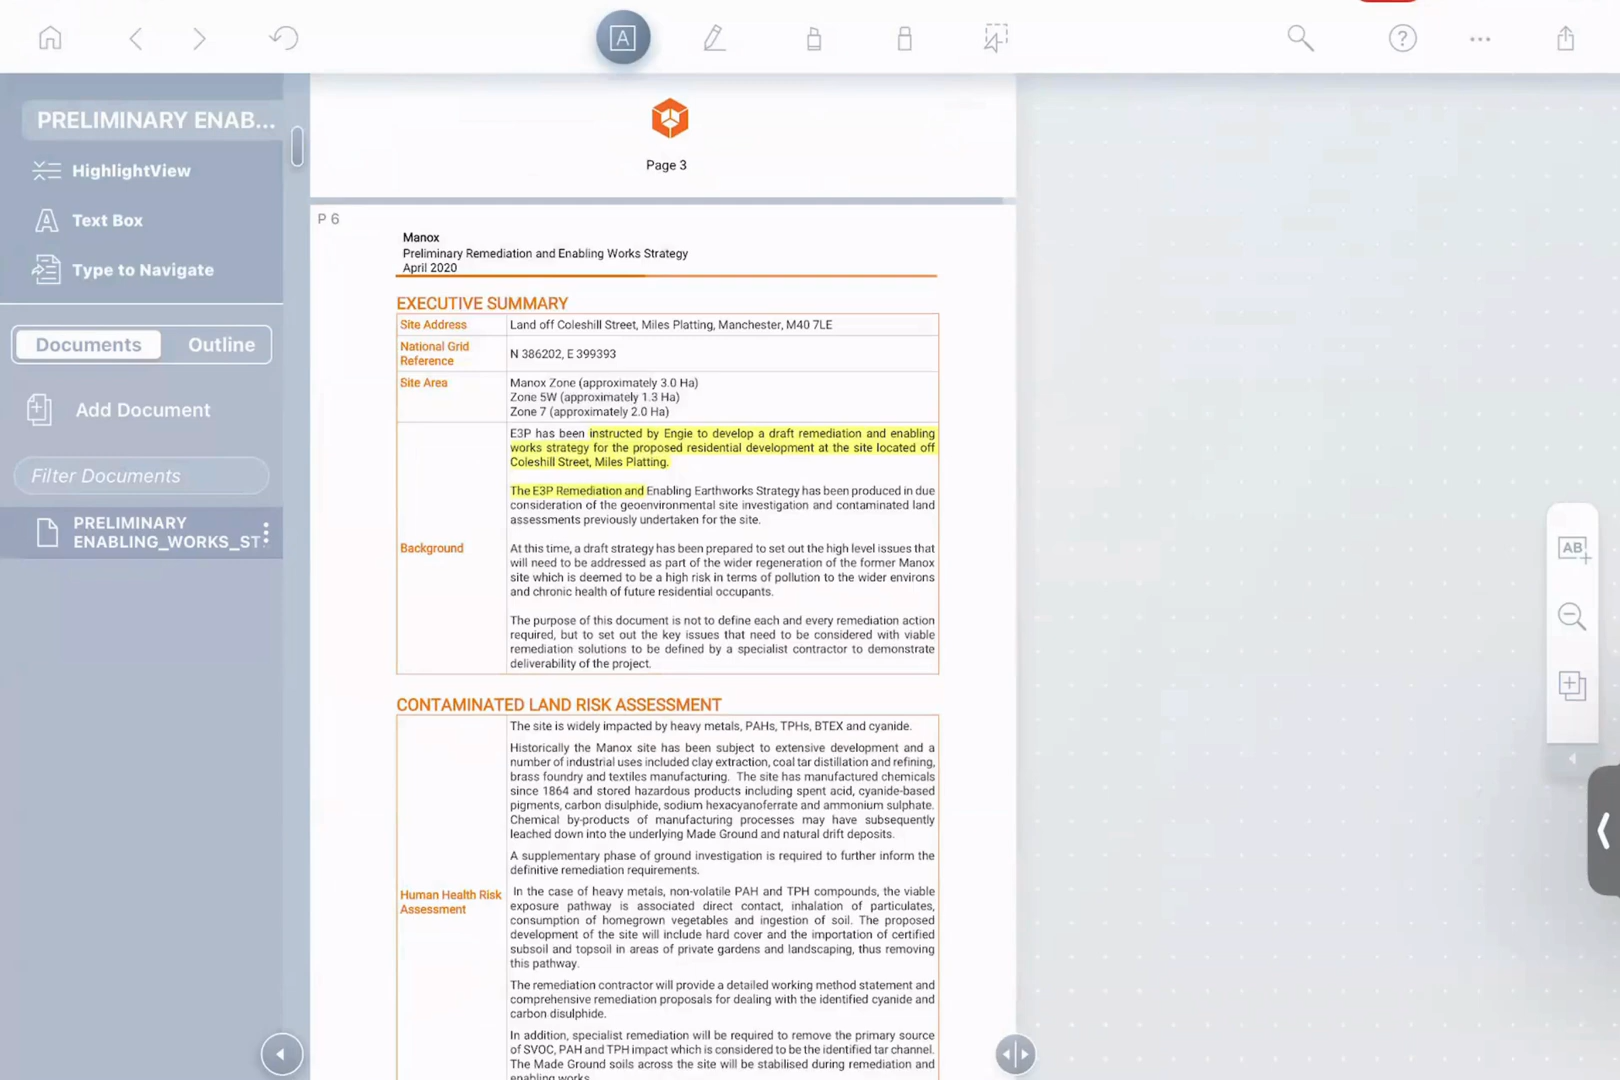 A
PRELIMINARY ENAB...
HighlightView
Text Box
Type to Navigate
Documents
Outline
Add Document
Filter Documents
PRELIMINARY
ENABLING_WORKS_ST
Page 3
P 6
Manox
Preliminary Remediation and Enabling Works Strategy
April 2020
EXECUTIVE SUMMARY
Site Address
Land off Coleshill Street, Miles Platting, Manchester, M40 7LE
National Grid
Reference
N 386202, E 399393
Site Area
Manox Zone (approximately 3.0 Ha)
Zone 5W (approximately 1.3 Ha)
Zone 7 (approximately 2.0 Ha)
Background
E3P has been instructed by Engie to develop a draft remediation and enabling
works strategy for the proposed residential development at the site located off
Coleshill Street, Miles Platting.
The E3P Remediation and Enabling Earthworks Strategy has been produced in due
consideration of the geoenvironmental site investigation and contaminated land
assessments previously undertaken for the site.
At this time, a draft strategy has been prepared to set out the high level issues that
will need to be addressed as part of the wider regeneration of the former Manox
site which is deemed to be a high risk in terms of pollution to the wider environs
and chronic health of future residential occupants.
The purpose of this document is not to define each and every remediation action
required, but to set out the key issues that need to be considered with viable
remediation solutions to be defined by a specialist contractor to demonstrate
deliverability of the project.
CONTAMINATED LAND RISK ASSESSMENT
Human Health Risk
Assessment
The site is widely impacted by heavy metals, PAHs, TPHs, BTEX and cyanide.
Historically the Manox site has been subject to extensive development and a
number of industrial uses included clay extraction, coal tar distillation and refining,
brass foundry and textiles manufacturing. The site has manufactured chemicals
since 1864 and stored hazardous products including spent acid, cyanide-based
pigments, carbon disulphide, sodium hexacyanoferrate and ammonium sulphate.
Chemical by-products of manufacturing processes may have subsequently
leached down into the underlying Made Ground and natural drift deposits.
A supplementary phase of ground investigation is required to further inform the
definitive remediation requirements.
In the case of heavy metals, non-volatile PAH and TPH compounds, the viable
exposure pathway is associated direct contact, inhalation of particulates,
consumption of homegrown vegetables and ingestion of soil. The proposed
development of the site will include hard cover and the importation of certified
subsoil and topsoil in areas of private gardens and landscaping, thus removing
this pathway.
The remediation contractor will provide a detailed working method statement and
comprehensive remediation proposals for dealing with the identified cyanide and
carbon disulphide.
In addition, specialist remediation will be required to remove the primary source
of SVOC, PAH and TPH impact which is considered to be the identified tar channel.
The Made Ground soils across the site will be stabilised during remediation and
enabling works.
AB